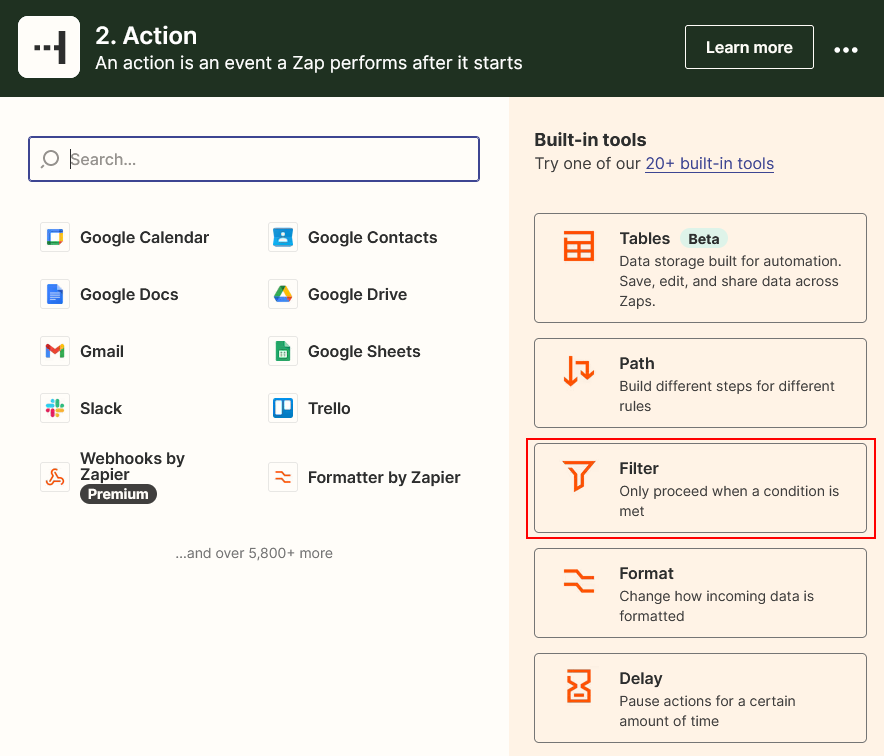 2. Action
An action is an event a Zap performs after it starts
Learn more
Search...
Google Calendar
Google Contacts
Google Docs
Google Drive
Gmail
Google Sheets
Slack
Trello
Webhooks by
Zapier
Premium
Formatter by Zapier
...and over 5,800+ more
Built-in tools
Try one of our 20+ built-in tools
Tables Beta
Data storage built for automation.
Save, edit, and share data across
Zaps.
Path
Build different steps for different
rules
Filter
Only proceed when a condition is
met
Format
Change how incoming data is
formatted
Delay
Pause actions for a certain
amount of time